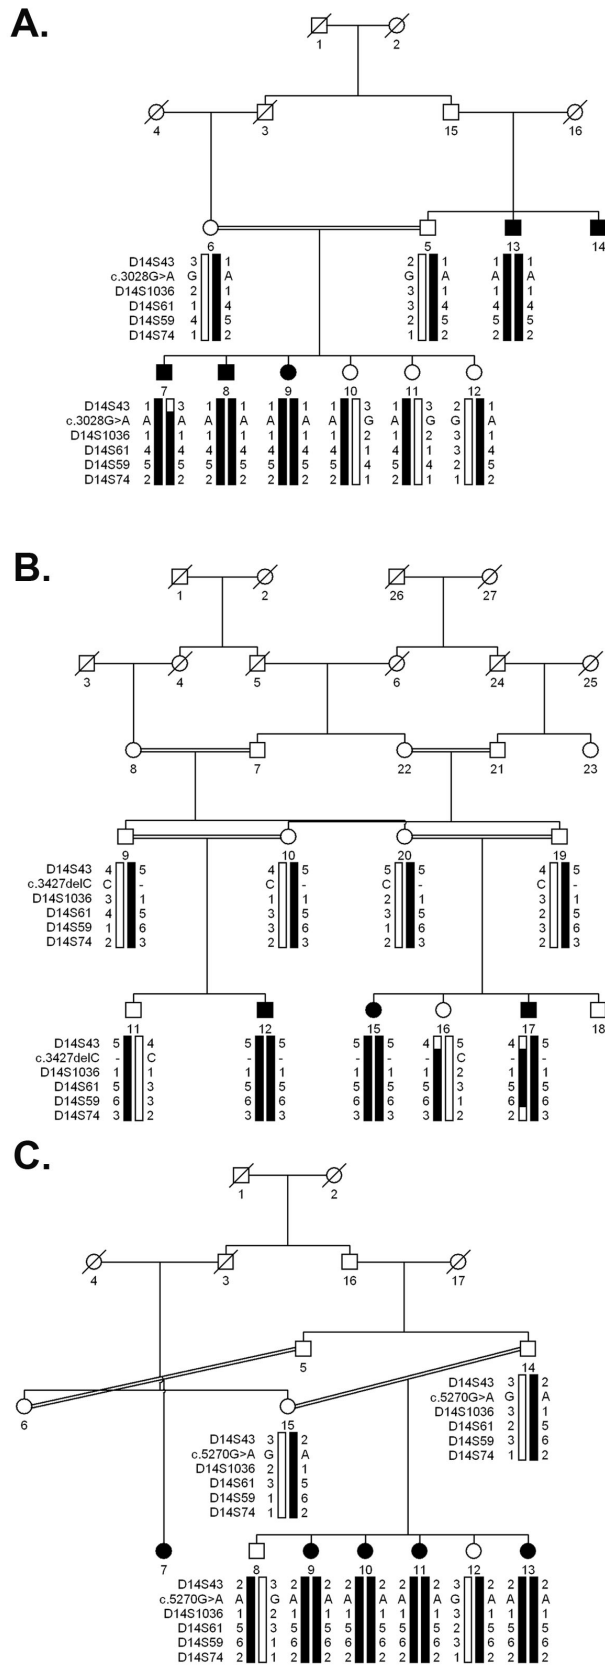 A.
1 2
4 3 15 16
6 5 13 14
D14S43 3 1 2 1 1 1
c.3028G>A G A G A A A
D14S1036 2 1 3 1 1 1
D14S61 1 4 3 4 4 4
D14S59 4 5 2 5 5 5
D14S74 1 2 1 2 2 2
7 8 9 10 11 12
D14S43 1 3 1 1 1 1 1 3 1 3 2 1
c.3028G>A A A A A A A A G A G G A
D14S1036 1 1 1 1 1 1 1 2 1 2 3 1
D14S61 4 4 4 4 4 4 4 1 4 1 3 4
D14S59 5 5 5 5 5 5 5 4 5 4 2 5
D14S74 2 2 2 2 2 2 2 1 2 1 1 2
B.
1 2 26 27
3 4 5 6 24 25
8 7 22 21 23
9 10 20 19
D14S43 4 5 4 5 5 5 4 5
c.3427delC C - C - C - C -
D14S1036 3 1 1 1 2 1 3 1
D14S61 4 5 3 5 3 5 2 5
D14S59 1 6 3 6 1 6 3 6
D14S74 2 3 2 3 2 3 2 3
11 12 15 16 17 18
D14S43 5 4 5 5 5 5 4 5 4 5
c.3427delC - C - - - - - C - -
D14S1036 1 1 1 1 1 1 1 2 1 1
D14S61 5 3 5 5 5 5 5 3 5 5
D14S59 6 3 6 6 6 6 6 1 6 6
D14S74 3 2 3 3 3 3 3 2 2 3
C.
1 2
4 3 16 17
5 14
D14S43 3 2
c.5270G>A G A
D14S1036 3 1
D14S61 2 5
D14S59 3 6
D14S74 1 2
6 15
D14S43 3 2
c.5270G>A G A
D14S1036 2 1
D14S61 3 5
D14S59 1 6
D14S74 1 2
7 8 9 10 11 12 13
D14S43 2 3 2 2 2 2 2 2 3 2 2 2
c.5270G>A A G A A A A A A G A A A
D14S1036 1 2 1 1 1 1 1 1 3 1 1 1
D14S61 5 3 5 5 5 5 5 5 2 5 5 5
D14S59 6 1 6 6 6 6 6 6 3 6 6 6
D14S74 2 1 2 2 2 2 2 2 1 2 2 2